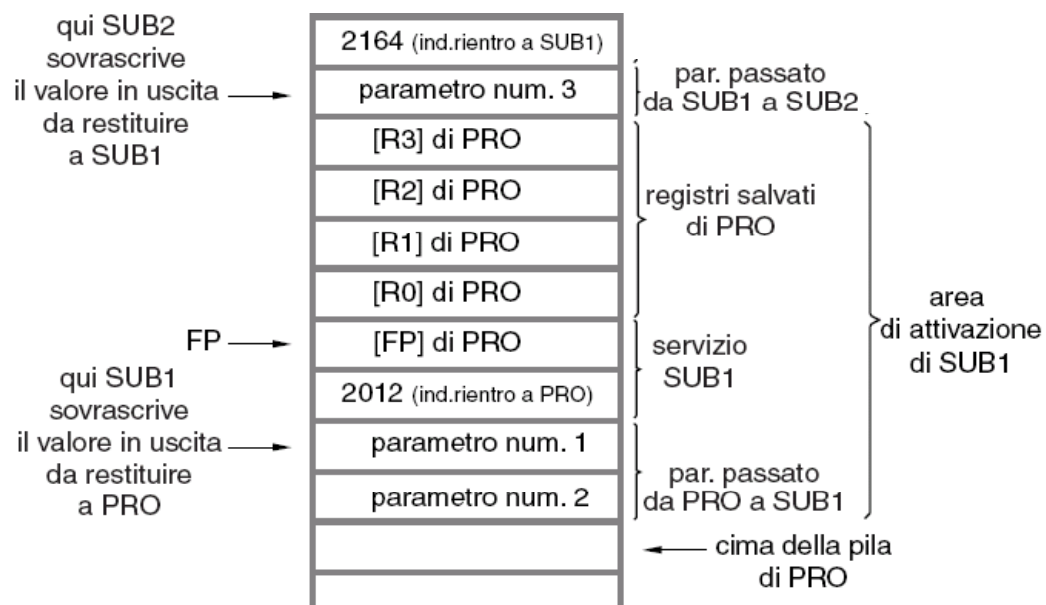 qui SUB2
sovrascrive
il valore in uscita
da restituire
a SUB1
FP
qui SUB1
sovrascrive
il valore in uscita
da restituire
a PRO
2164 (ind.rientro a SUB1)
parametro num. 3
[R3] di PRO
[R2] di PRO
[R1] di PRO
[R0] di PRO
[FP] di PRO
2012 (ind.rientro a PRO)
parametro num. 1
parametro num. 2
par. passato
da SUB1 a SUB2
registri salvati
di PRO
servizio
SUB1
par. passato
da PRO a SUB1
cima della pila
di PRO
area
di attivazione
di SUB1